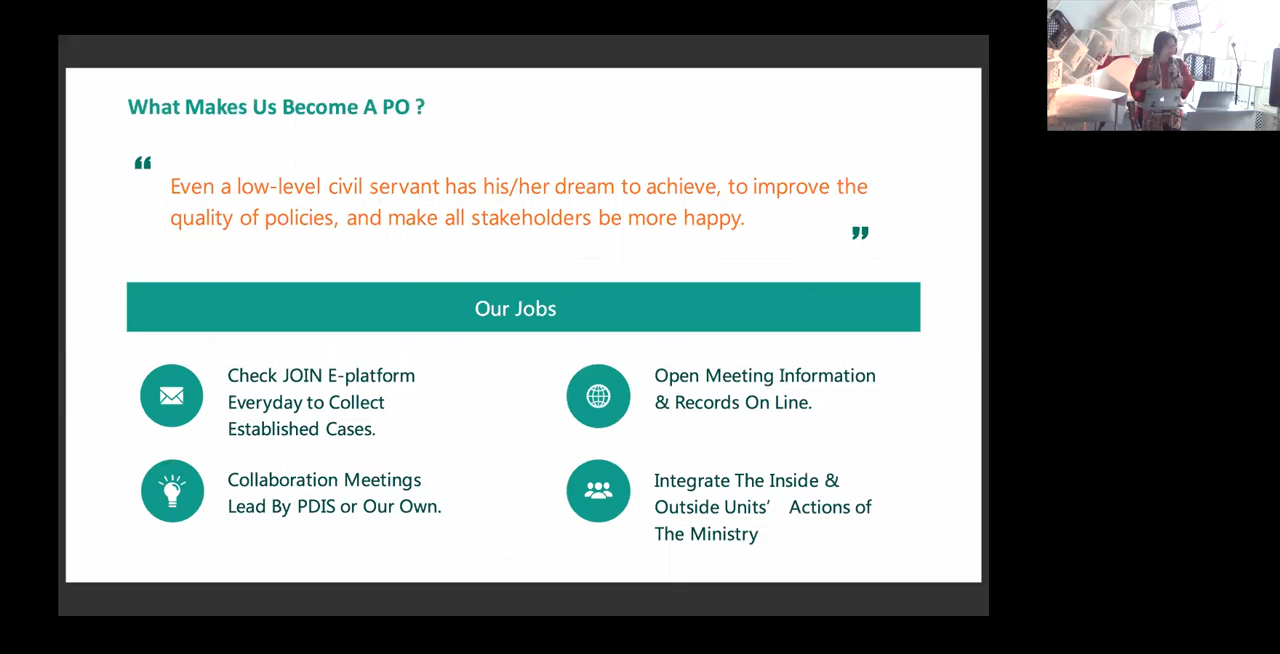 What Makes Us Become A PO ?
“
Even a low-level civil servant has his/her dream to achieve, to improve the
quality of policies, and make all stakeholders be more happy.
”
Our Jobs
Check JOIN E-platform
Everyday to Collect
Established Cases.
Open Meeting Information
& Records On Line.
Collaboration Meetings
Lead By PDIS or Our Own.
Integrate The Inside &
Outside Units’ Actions of
The Ministry